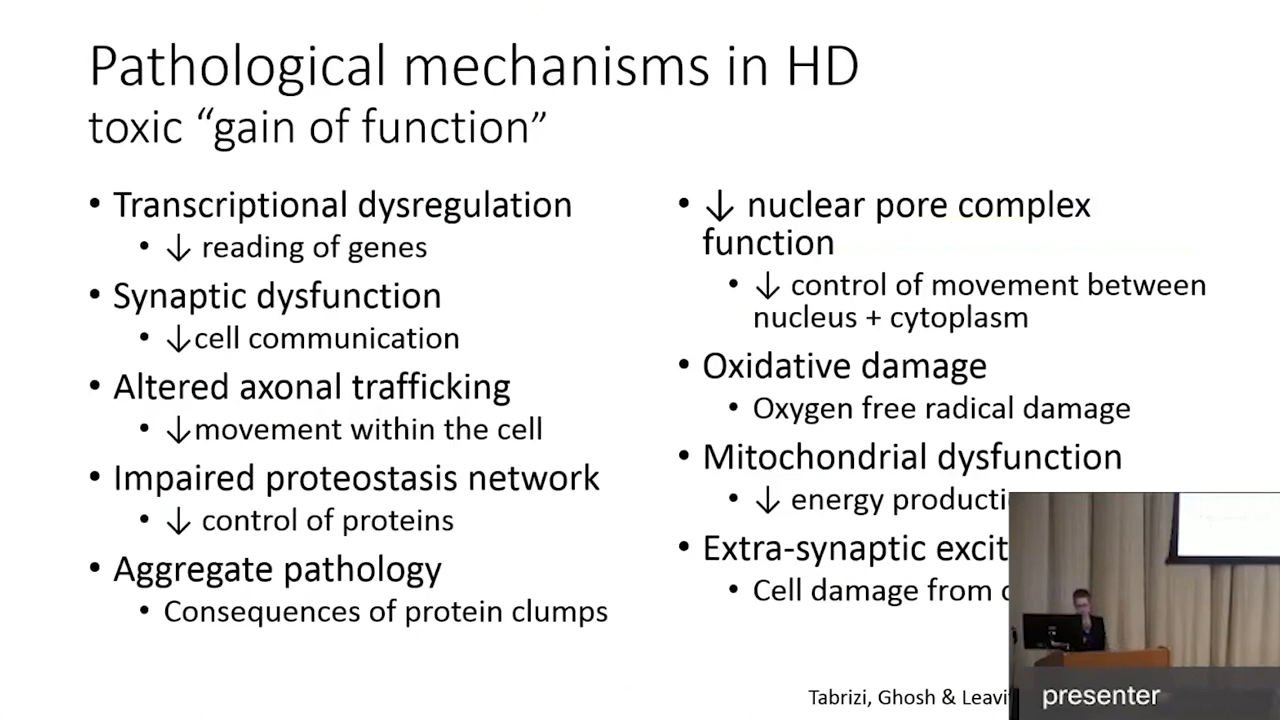 Pathological mechanisms in HD
toxic “gain of function”
• Transcriptional dysregulation
• ↓ reading of genes
• Synaptic dysfunction
• ↓cell communication
• Altered axonal trafficking
• ↓movement within the cell
• Impaired proteostasis network
• ↓ control of proteins
• Aggregate pathology
• Consequences of protein clumps
• ↓ nuclear pore complex
function
• ↓ control of movement between
nucleus + cytoplasm
• Oxidative damage
• Oxygen free radical damage
• Mitochondrial dysfunction
• ↓ energy
• Extra-synaptic
• Cell damage from
Tabrizi, Ghosh &
presenter